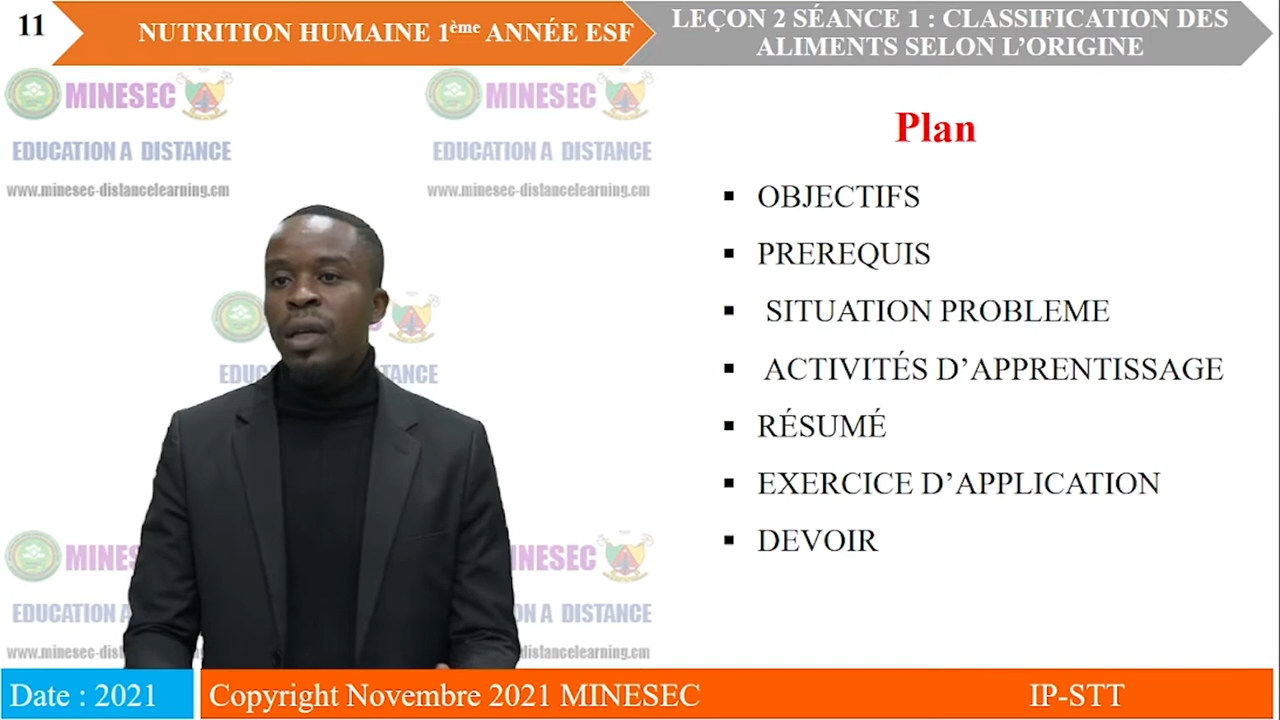 11
NUTRITION HUMAINE 1ème ANNÉE ESF
LEÇON 2 SÉANCE 1 : CLASSIFICATION DES
ALIMENTS SELON L’ORIGINE
MINESEC
EDUCATION A DISTANCE
www.minesec-distancelearning.cm
MINESEC
EDUCATION A DISTANCE
www.minesec-distancelearning.cm
Plan
▪ OBJECTIFS
▪ PREREQUIS
▪ SITUATION PROBLEME
▪ ACTIVITÉS D’APPRENTISSAGE
▪ RÉSUMÉ
▪ EXERCICE D’APPLICATION
▪ DEVOIR
Date : 2021
Copyright Novembre 2021 MINESEC
IP-STT